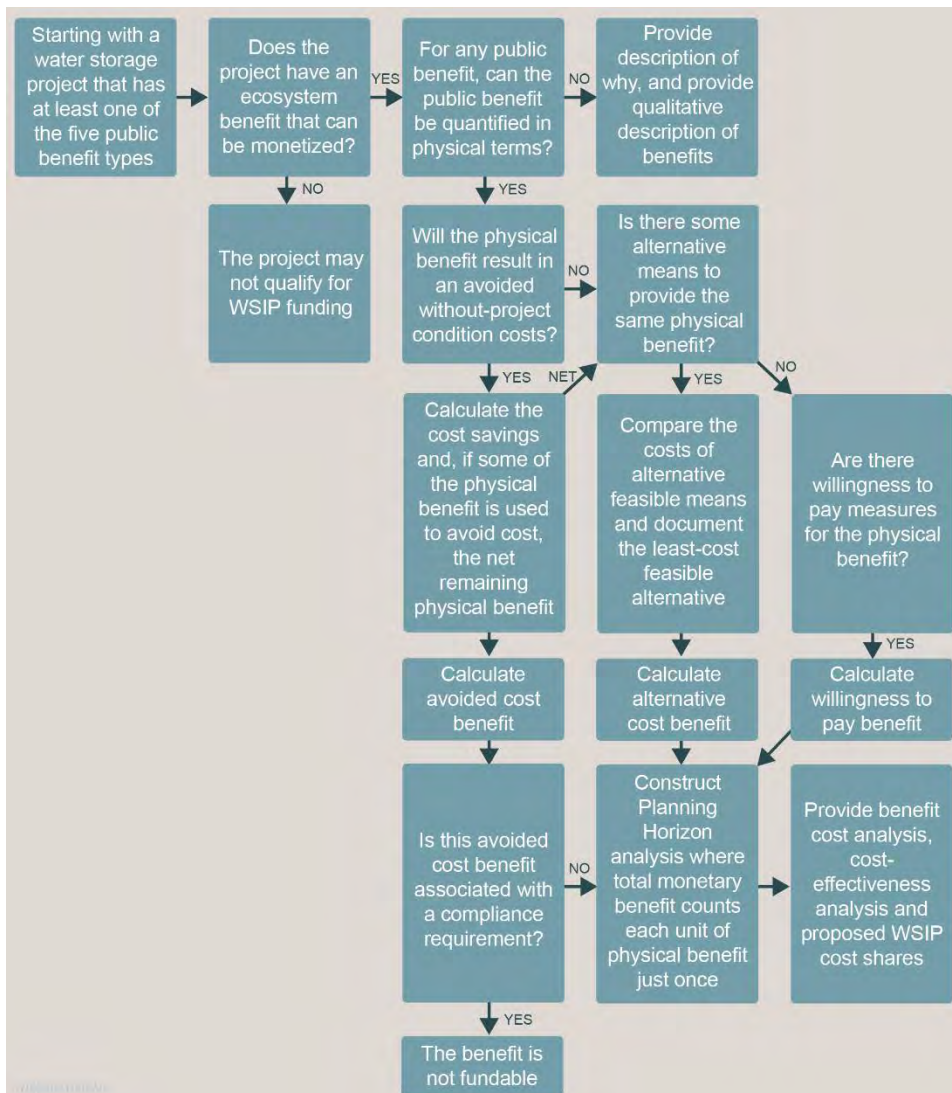 Starting with a
water storage
project that has
at least one of
the five public
benefit types
Does the
project have an
ecosystem
benefit that can
be monetized?
YES
For any public
benefit, can the
public benefit
be quantified in
physical terms?
NO
Provide
description of
why, and provide
qualitative
description of
benefits
NO
YES
The project may
not qualify for
WSIP funding
Will the physical
benefit result in
an avoided
without-project
condition costs?
NO
Is there some
alternative
means to
provide the
same physical
benefit?
YES
NET
YES
NO
Calculate the
cost savings
and, if some of
the physical
benefit is used
to avoid cost,
the net
remaining
physical benefit
Compare the
costs of
alternative
feasible means
and document
the least-cost
feasible
alternative
Are there
willingness to
pay measures
for the physical
benefit?
YES
Calculate
avoided cost
benefit
Calculate
alternative
cost benefit
Calculate
willingness to
pay benefit
Is this avoided
cost benefit
associated with
a compliance
requirement?
NO
Construct
Planning
Horizon
analysis where
total monetary
benefit counts
each unit of
physical benefit
just once
Provide benefit
cost analysis,
cost-
effectiveness
analysis and
proposed WSIP
cost shares
YES
The benefit is
not fundable